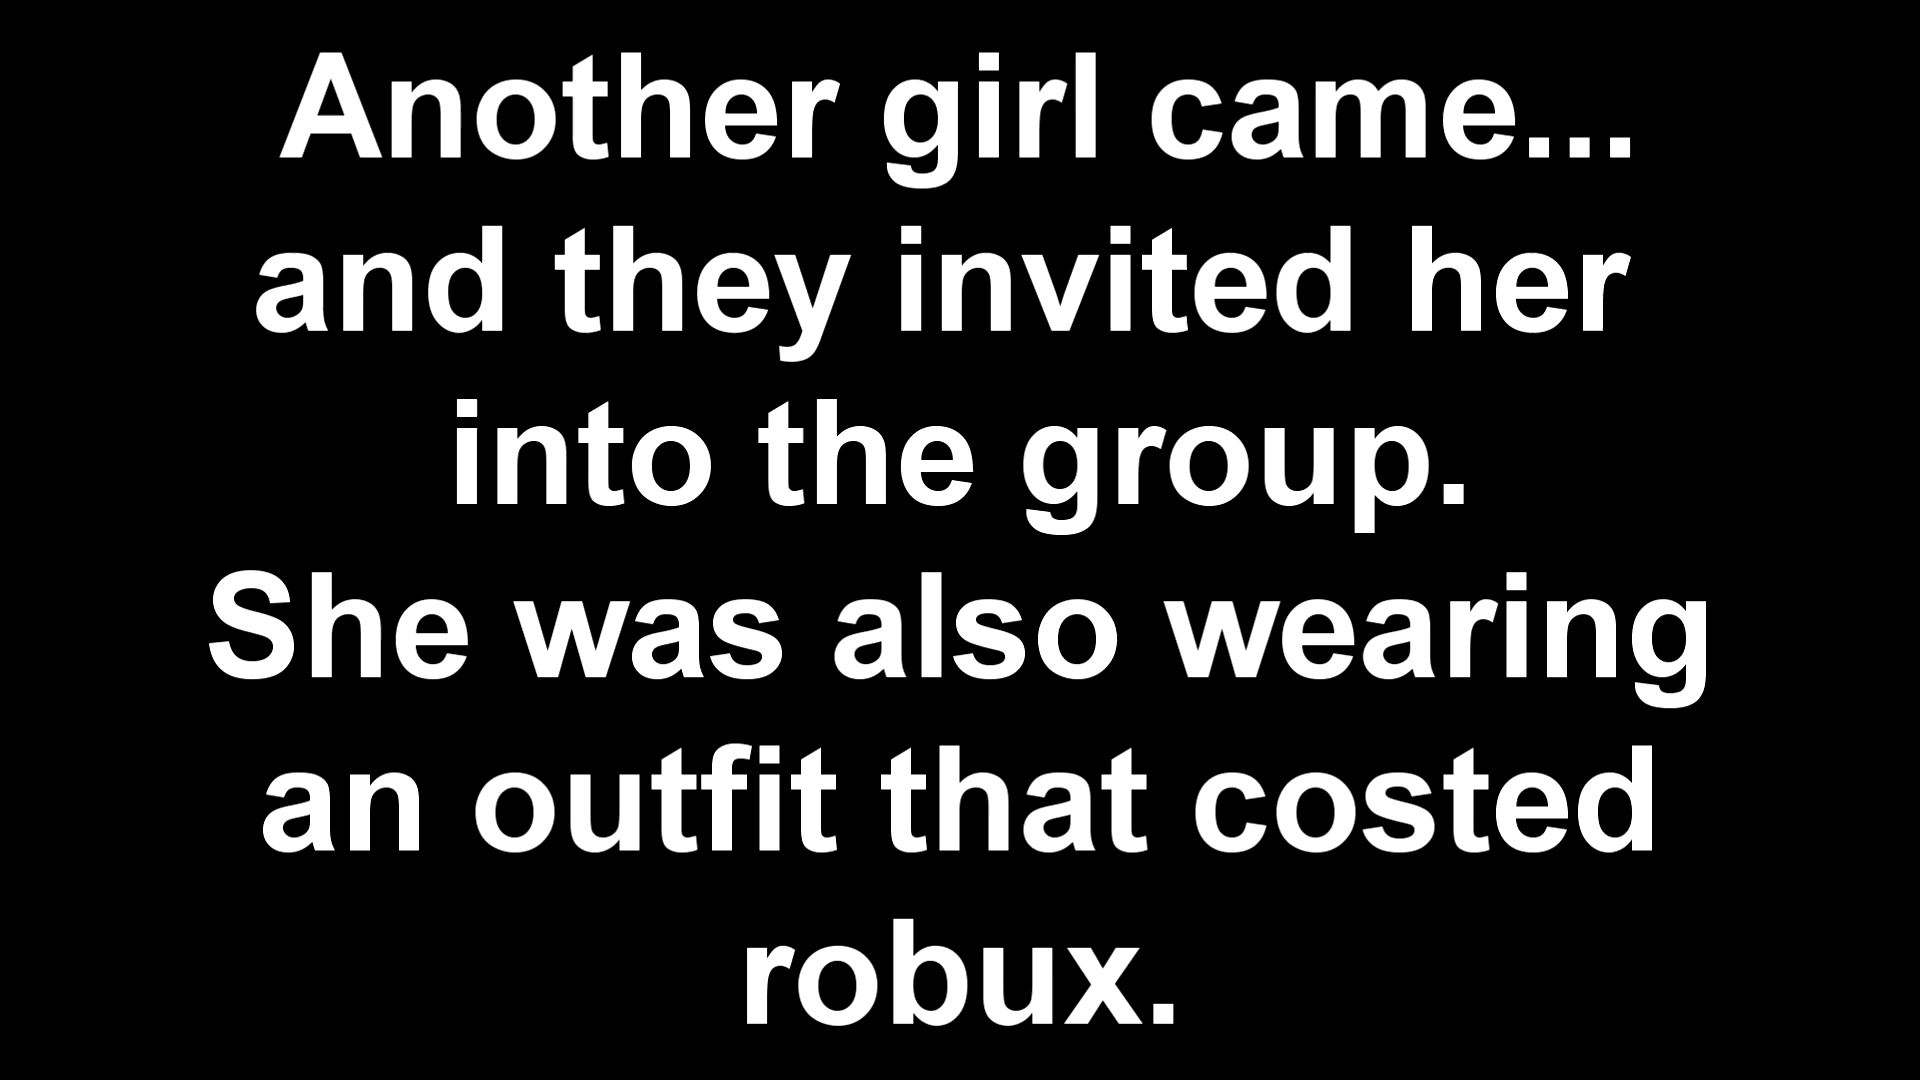 Another girl came...
and they invited her
into the group.
She was also wearing
an outfit that costed
robux.